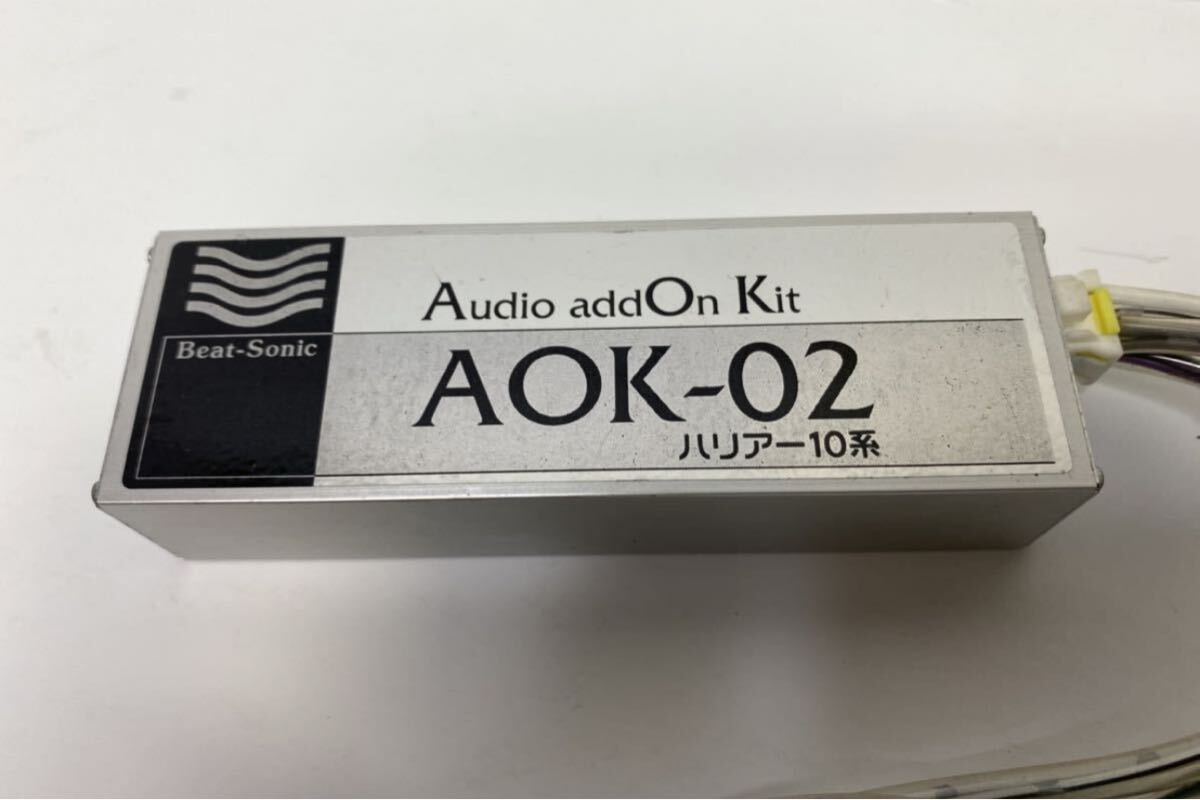 Beat-Sonic
Audio addOn Kit
AOK-02
ハリアー10系